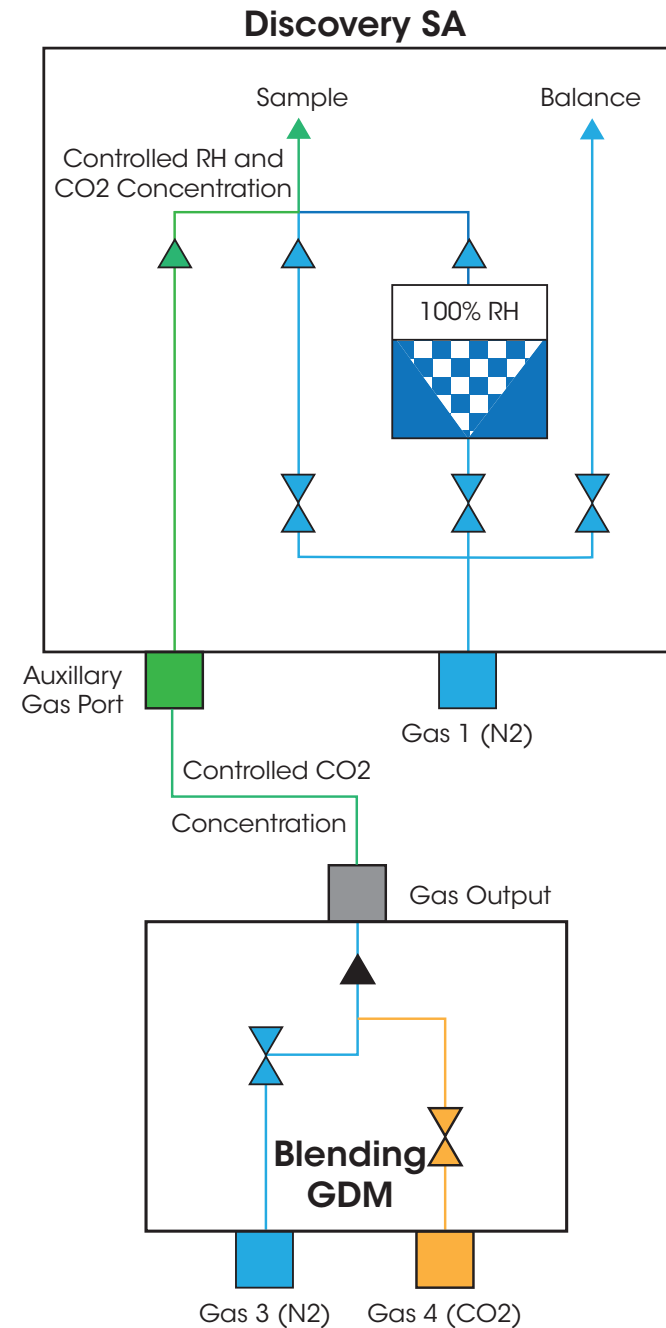 Discovery SA
Sample
Balance
Controlled RH and
CO2 Concentration
100% RH
Auxillary
Gas Port
Gas 1 (N2)
Controlled CO2
Concentration
Gas Output
Blending
GDM
Gas 3 (N2)
Gas 4 (CO2)